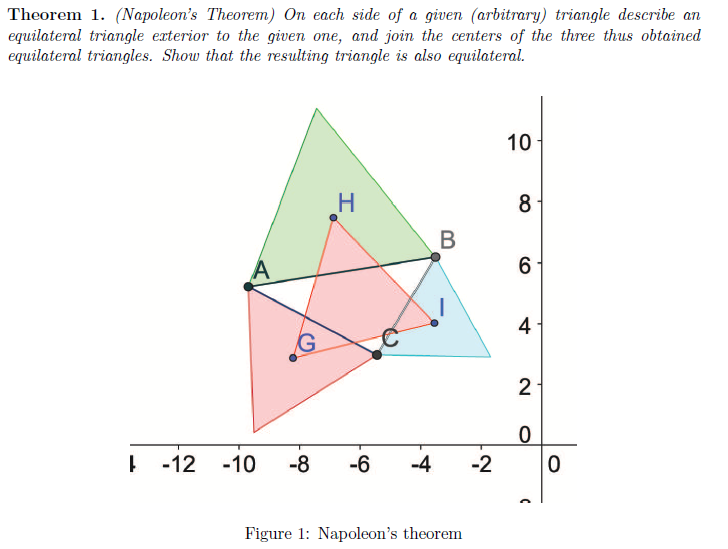 Theorem 1. (Napoleon's Theorem) On each side of a given (arbitrary) triangle describe an
equilateral triangle exterior to the given one, and join the centers of the three thus obtained
equilateral triangles. Show that the resulting triangle is also equilateral.
10
H
8
B
A
6
I
4
G
C
2
0
-12 -10 -8 -6 -4 -2 0
Figure 1: Napoleon's theorem